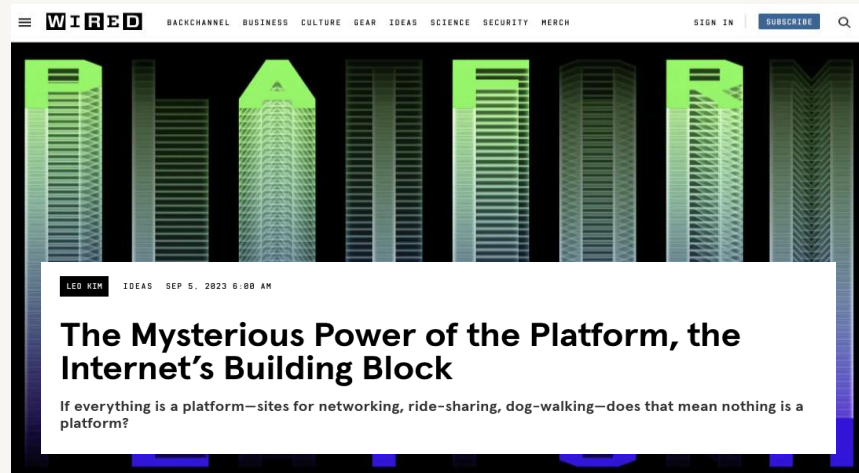 WIRED BACKCHANNEL BUSINESS CULTURE GEAR IDEAS SCIENCE SECURITY MERCH SIGN IN SUBSCRIBE
PLATFORM
LEO KIM IDEAS SEP 5, 2023 6:00 AM
The Mysterious Power of the Platform, the
Internet’s Building Block
If everything is a platform—sites for networking, ride-sharing, dog-walking—does that mean nothing is a
platform?